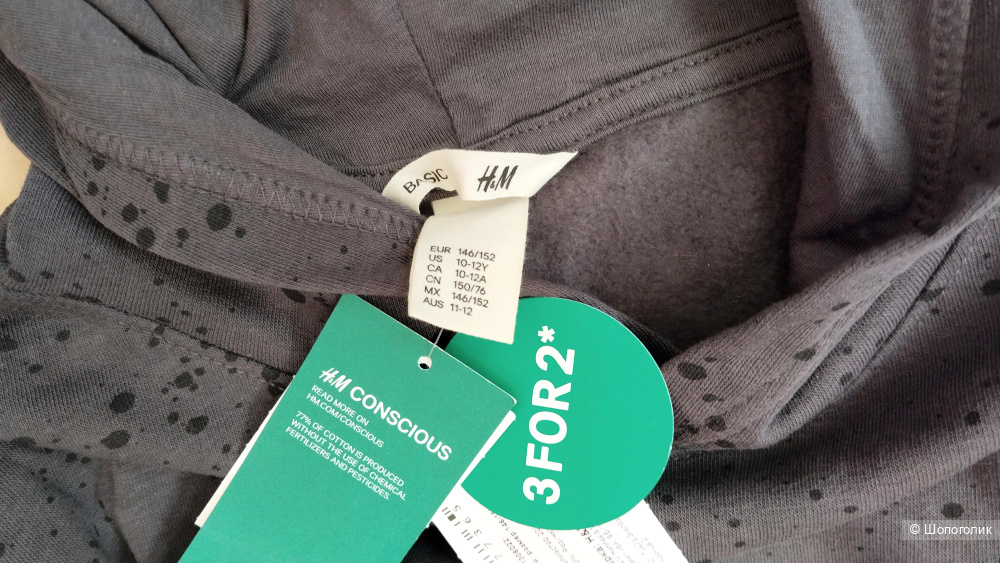 BASIC
H&M
EUR 146/152
US 10-12Y
CA 10-12A
CN 150/76
MX 146/152
AUS 11-12
H&M CONSCIOUS
READ MORE ON
HM.COM/CONSCIOUS
77% OF COTTON IS PRODUCED
WITHOUT THE USE OF CHEMICAL
FERTILIZERS AND PESTICIDES.
3 FOR 2*
© Шопоголик